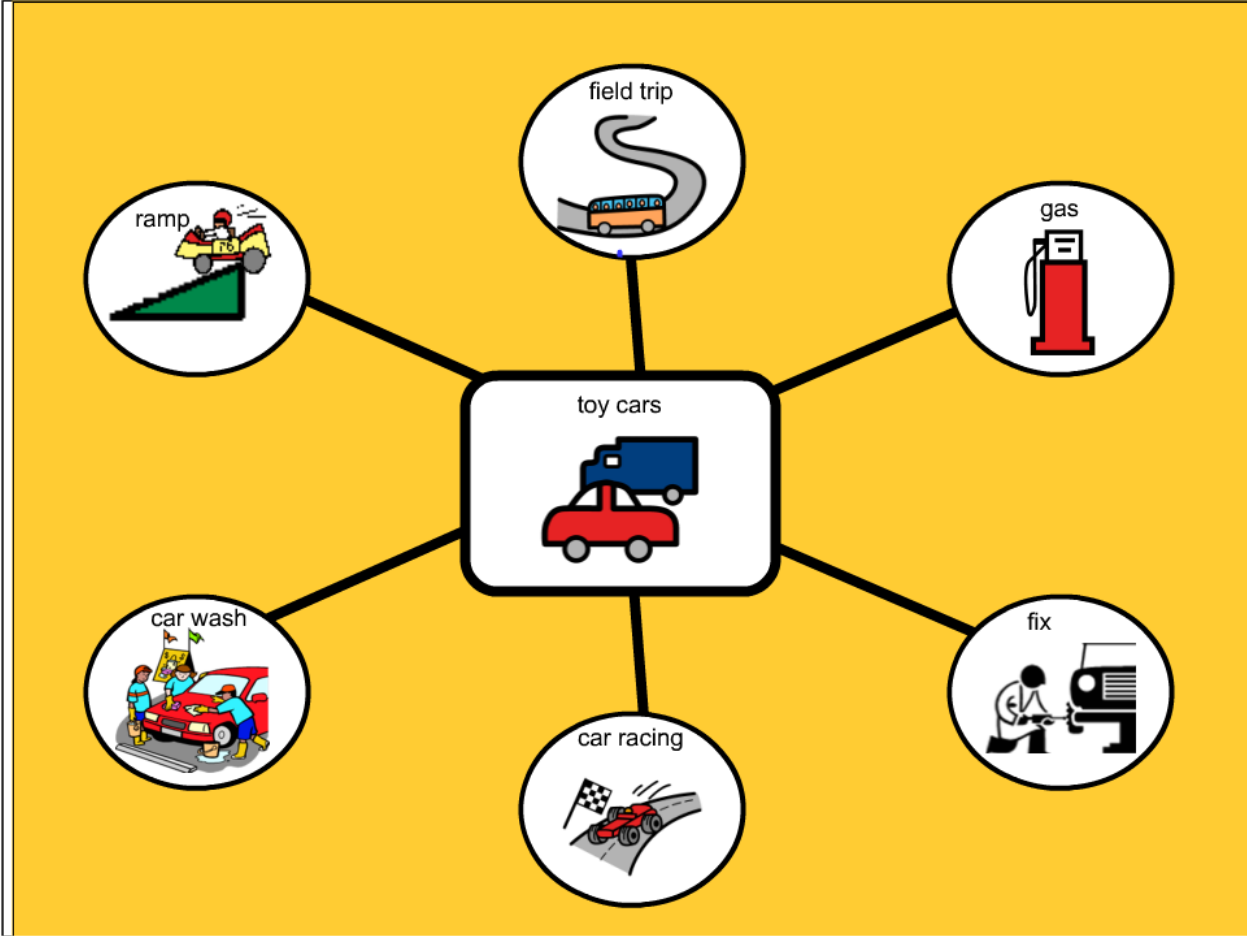 field trip
ramp
gas
toy cars
car wash
fix
car racing